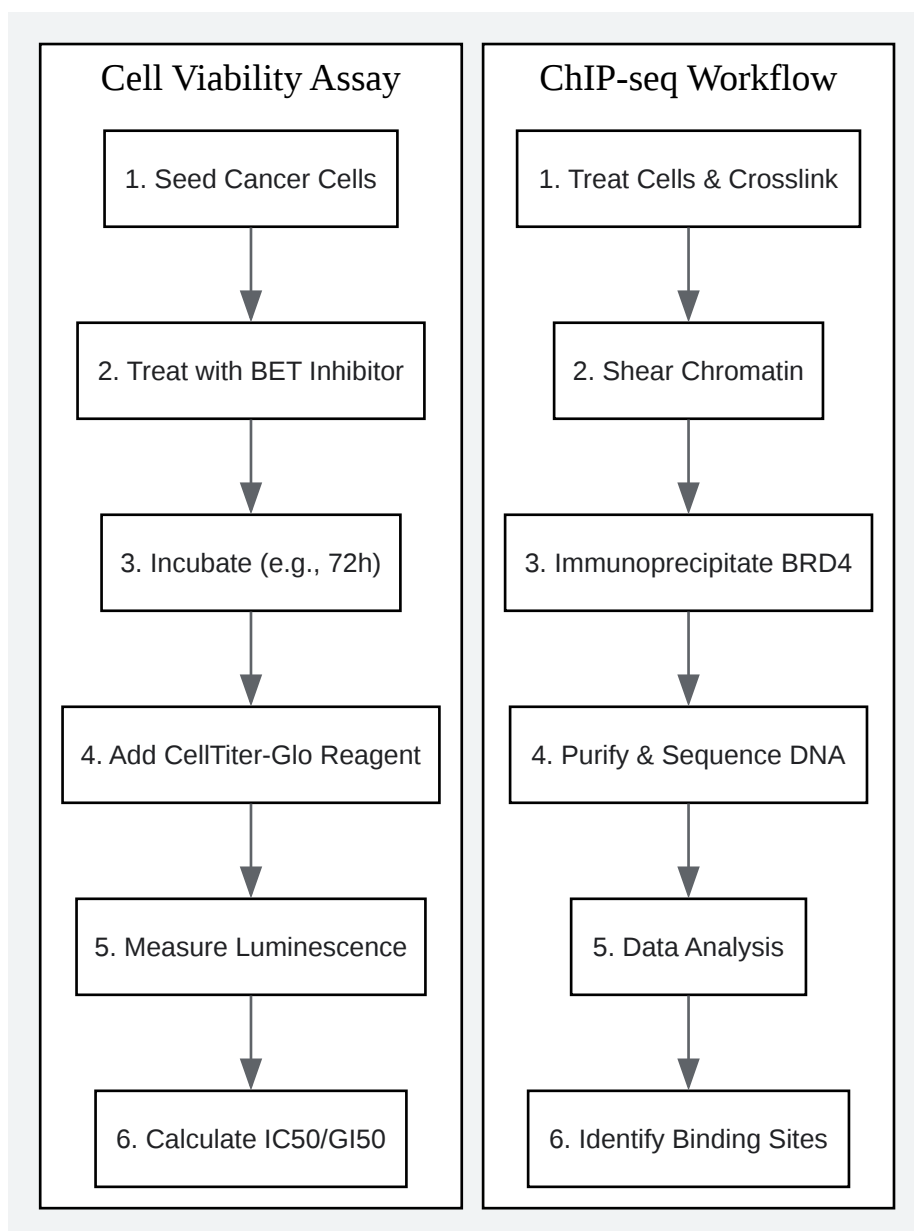 Cell Viability Assay
1. Seed Cancer Cells
2. Treat with BET Inhibitor
3. Incubate (e.g., 72h)
4. Add CellTiter-Glo Reagent
5. Measure Luminescence
6. Calculate IC50/GI50
ChIP-seq Workflow
1. Treat Cells & Crosslink
2. Shear Chromatin
3. Immunoprecipitate BRD4
4. Purify & Sequence DNA
5. Data Analysis
6. Identify Binding Sites